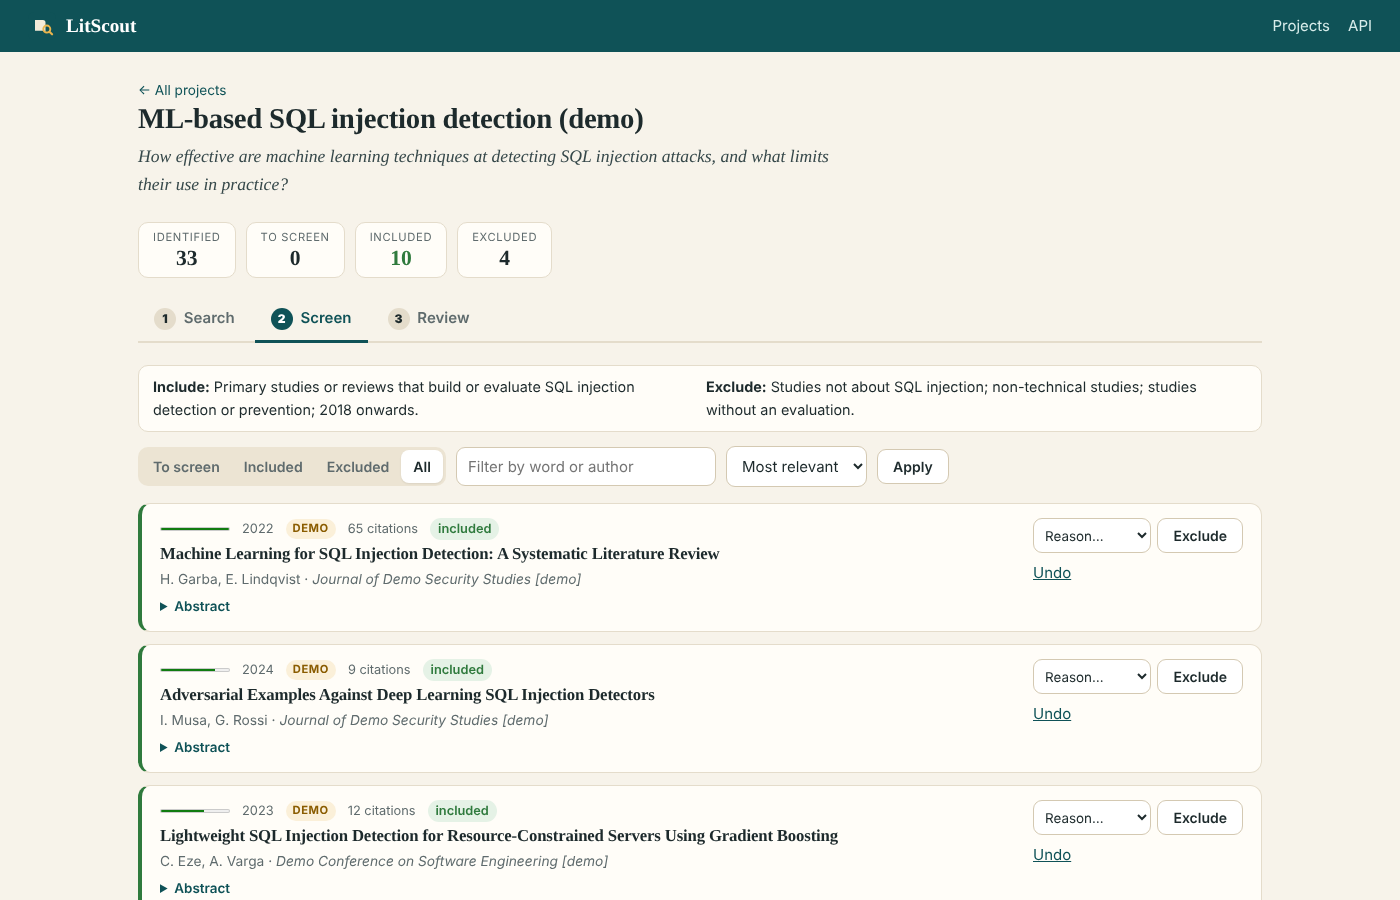 LitScout
Projects API
← All projects
ML-based SQL injection detection (demo)
How effective are machine learning techniques at detecting SQL injection attacks, and what limits
their use in practice?
IDENTIFIED TO SCREEN INCLUDED EXCLUDED
33 0 10 4
1 Search 2 Screen 3 Review
Include: Primary studies or reviews that build or evaluate SQL injection
detection or prevention; 2018 onwards.
Exclude: Studies not about SQL injection; non-technical studies; studies
without an evaluation.
To screen Included Excluded All Filter by word or author Most relevant Apply
2022 DEMO 65 citations included
Machine Learning for SQL Injection Detection: A Systematic Literature Review
H. Garba, E. Lindqvist · Journal of Demo Security Studies [demo]
▶ Abstract
Reason... Exclude
Undo
2024 DEMO 9 citations included
Adversarial Examples Against Deep Learning SQL Injection Detectors
I. Musa, G. Rossi · Journal of Demo Security Studies [demo]
▶ Abstract
Reason... Exclude
Undo
2023 DEMO 12 citations included
Lightweight SQL Injection Detection for Resource-Constrained Servers Using Gradient Boosting
C. Eze, A. Varga · Demo Conference on Software Engineering [demo]
▶ Abstract
Reason... Exclude
Undo